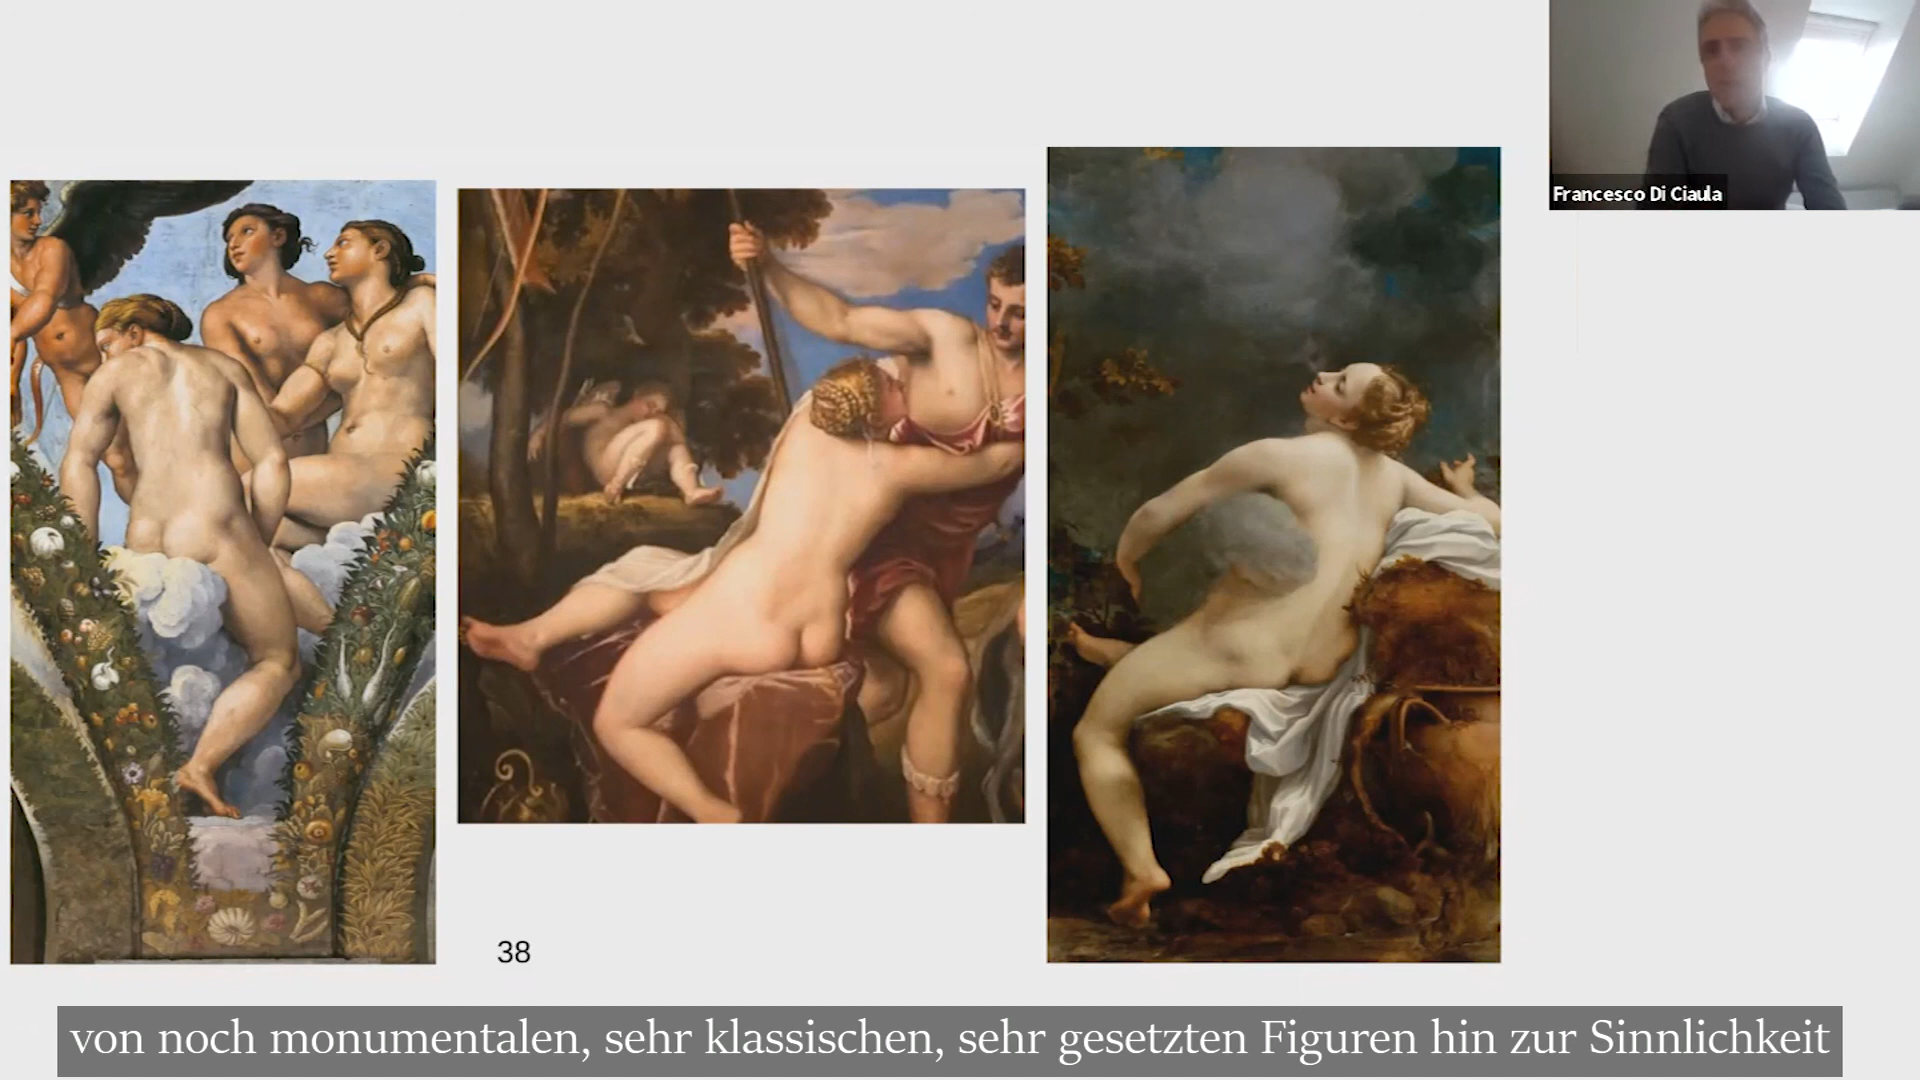 Francesco Di Ciaula
38
von noch monumentalen, sehr klassischen, sehr gesetzten Figuren hin zur Sinnlichkeit